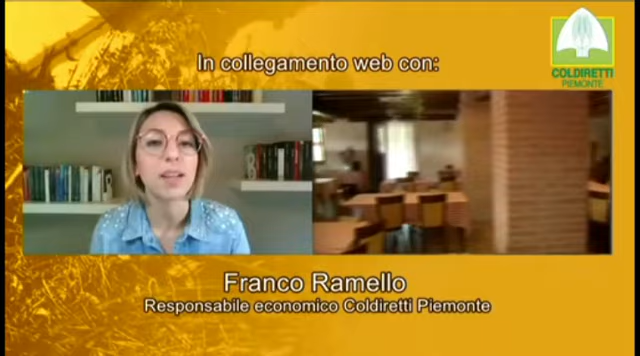 In collegamento web con:
COLDIRETTI
PIEMONTE
Franco Ramello
Responsabile economico Coldiretti Piemonte